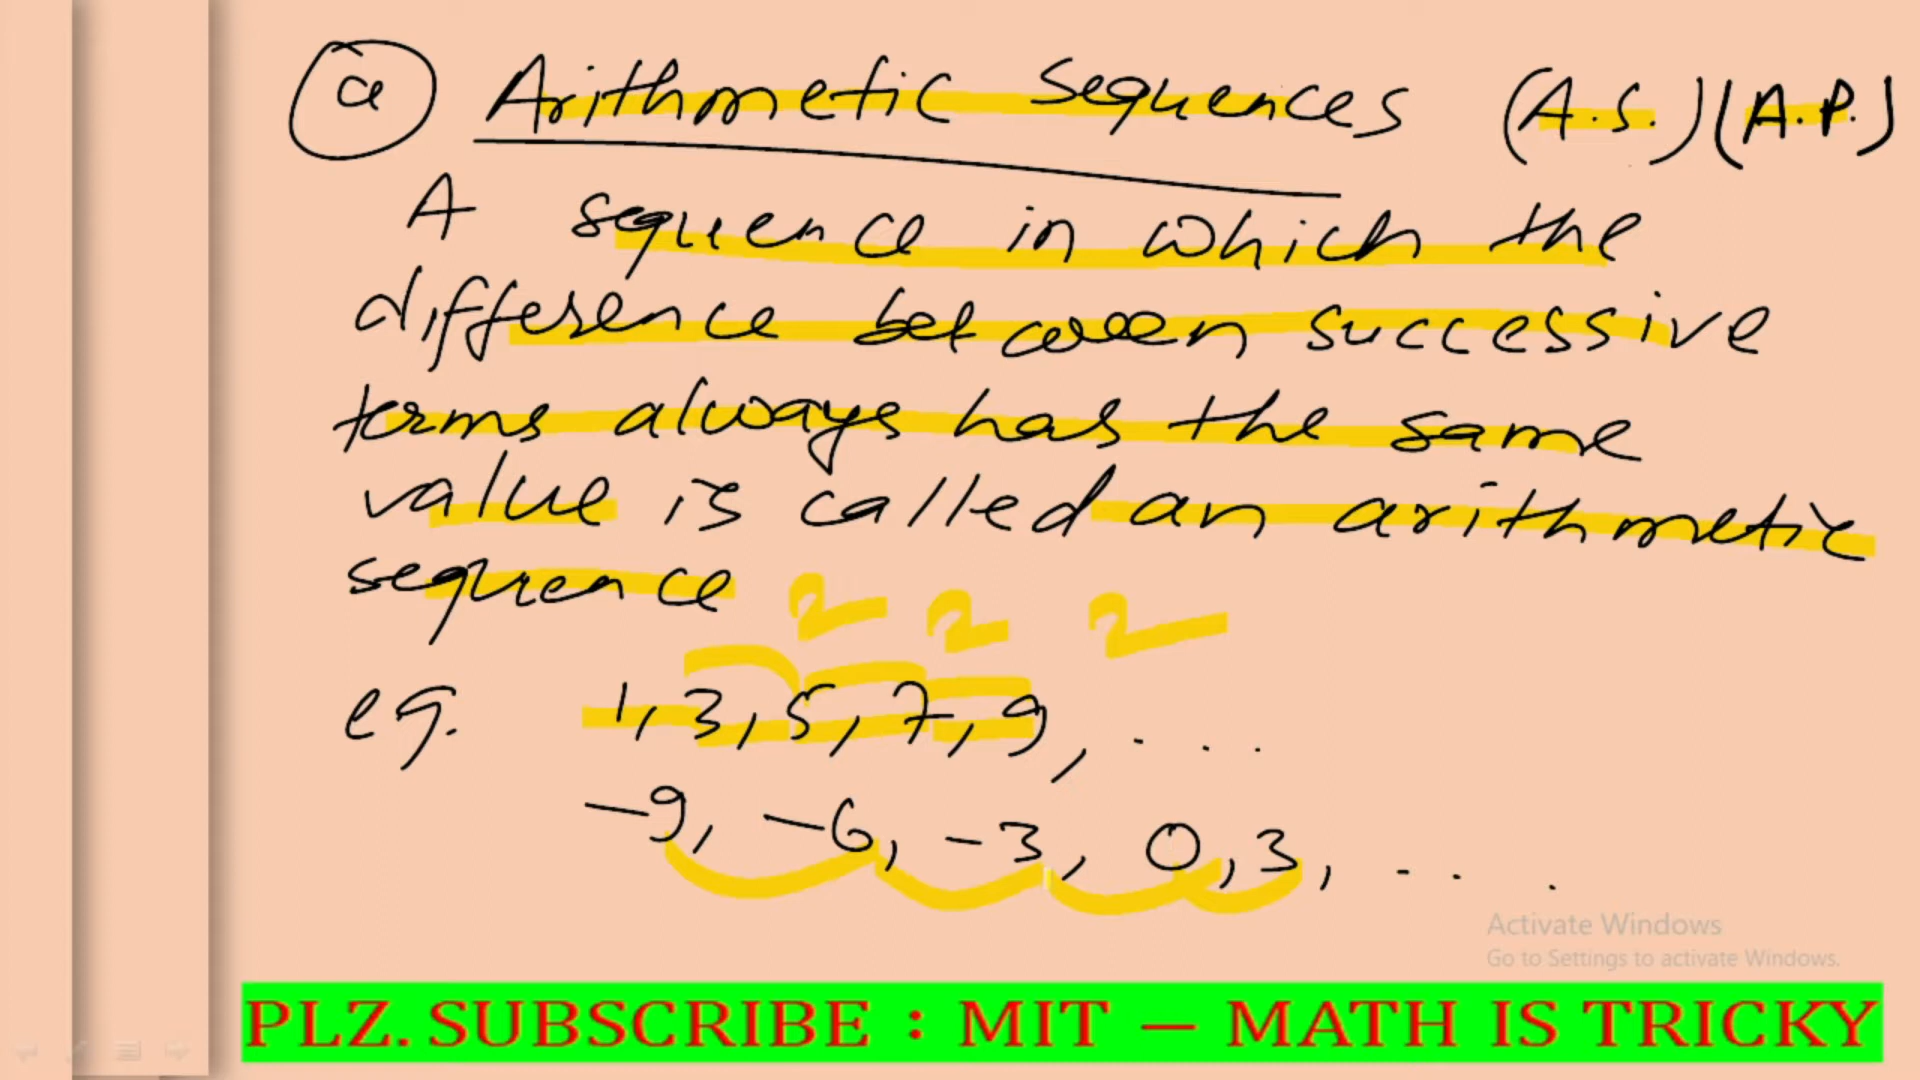 a Arithmetic Sequences (A.S.) (A.P.)
A sequence in which the
difference between successive
terms always has the same
value is called an arithmetic
sequence
2 2 2
eg. 1, 3, 5, 7, 9, ...
-9, -6, -3, 0, 3, ...
Activate Windows
Go to Settings to activate Windows.
PLZ. SUBSCRIBE : MIT – MATH IS TRICKY